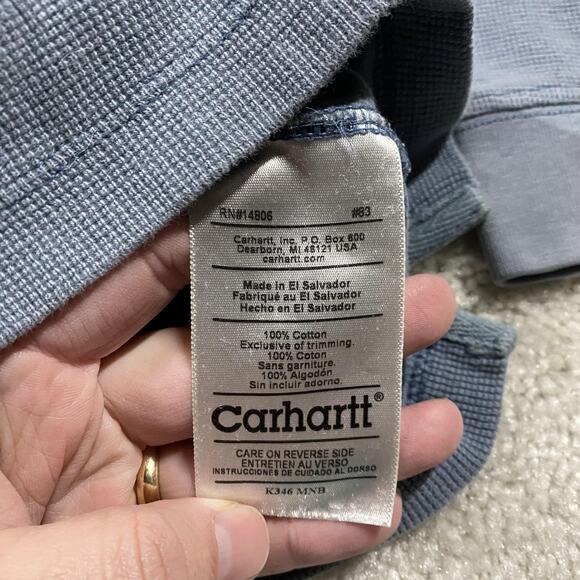 RN#14806 #83
Carhartt, Inc. P.O. Box 600
Dearborn, MI 48121 USA
carhartt.com
Made in El Salvador
Fabriqué au El Salvador
Hecho en El Salvador
100% Cotton
Exclusive of trimming.
100% Coton
Sans garniture.
100% Algodón
Sin incluir adorno.
Carhartt®
CARE ON REVERSE SIDE
ENTRETIEN AU VERSO
INSTRUCCIONES DE CUIDADO AL DORSO
K346 MNB